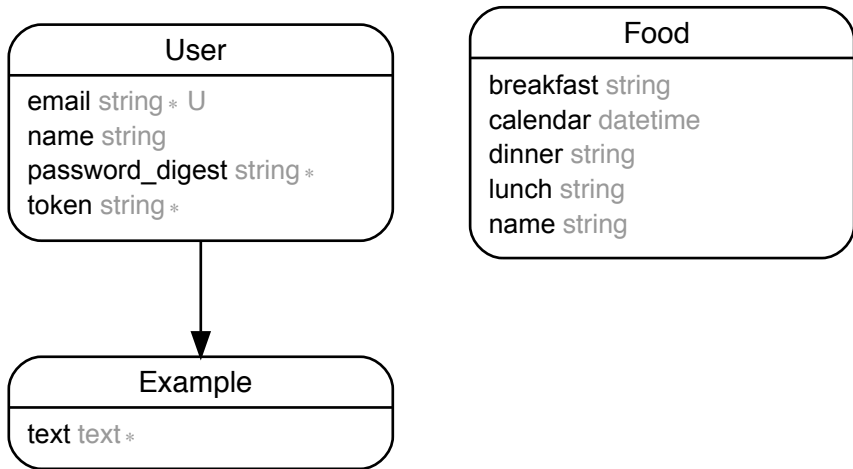 User
email string * U
name string
password_digest string *
token string *
Food
breakfast string
calendar datetime
dinner string
lunch string
name string
Example
text text *